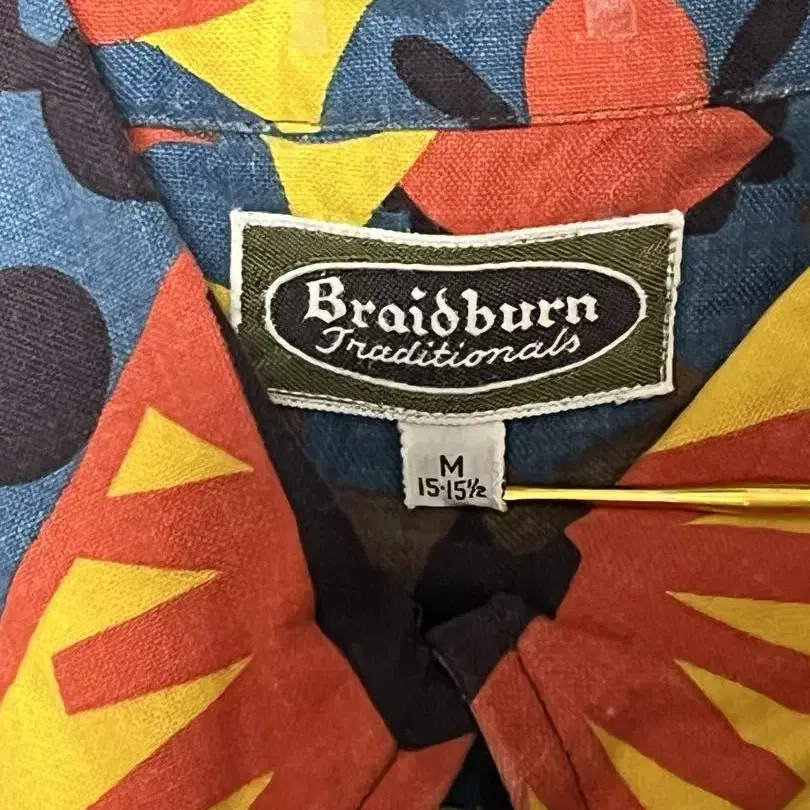 Braidburn
Traditionals
M
15-15½